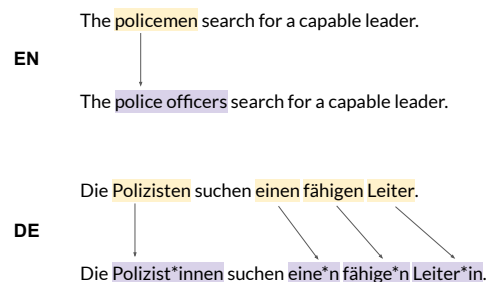 The policemen search for a capable leader.
EN
The police officers search for a capable leader.
Die Polizisten suchen einen fähigen Leiter.
DE
Die Polizist*innen suchen eine*n fähige*n Leiter*in.